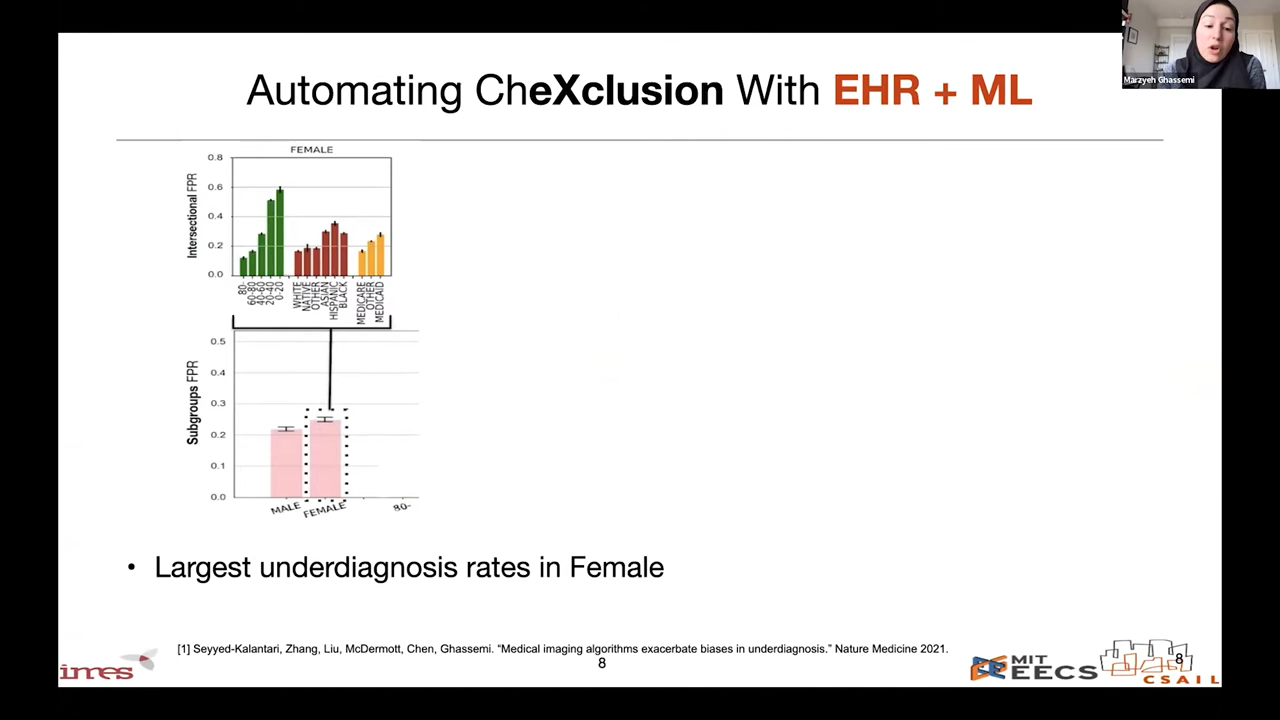 Marzyeh Ghassemi
Automating CheXclusion With EHR + ML
FEMALE
Intersectional FPR
0.8
0.6
0.4
0.2
0.0
80-
60-80
40-60
20-40
0-20
WHITE
NATIVE
OTHER
ASIAN
HISPANIC
BLACK
MEDICARE
OTHER
MEDICAID
Subgroups FPR
0.5
0.4
0.3
0.2
0.1
0.0
MALE
FEMALE
80-
• Largest underdiagnosis rates in Female
[1] Seyyed-Kalantari, Zhang, Liu, McDermott, Chen, Ghassemi. “Medical imaging algorithms exacerbate biases in underdiagnosis.” Nature Medicine 2021.
8
imes
MIT
EECS
8
CSAIL